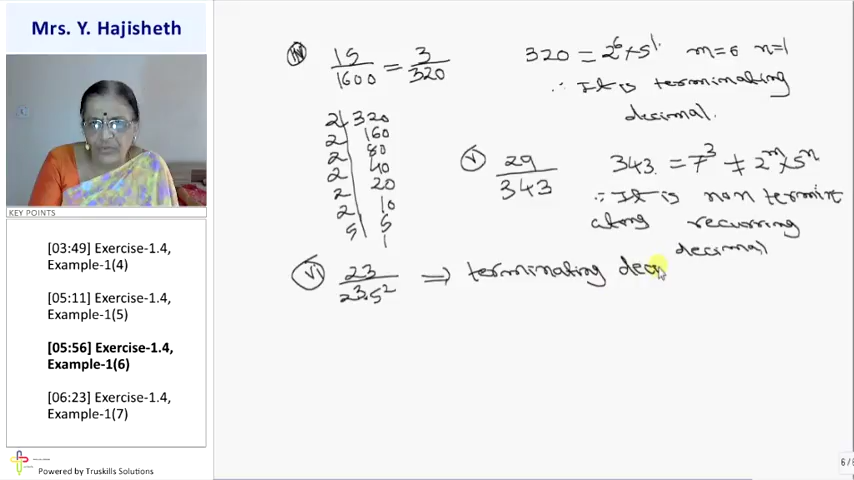 Mrs. Y. Hajisheth
KEY POINTS
[03:49] Exercise-1.4,
Example-1(4)
[05:11] Exercise-1.4,
Example-1(5)
[05:56] Exercise-1.4,
Example-1(6)
[06:23] Exercise-1.4,
Example-1(7)
Powered by Truskills Solutions
(iv) 15/1600 = 3/320
2 | 320
2 | 160
2 | 80
2 | 40
2 | 20
2 | 10
5 | 5
1
320 = 2^6 × 5^1 m=6 n=1
∴ It is terminating
decimal.
(v) 29/343 343 = 7^3 ≠ 2^m × 5^n
∴ It is non termint
ating recurring
decimal
(vi) 23/2^3.5^2 ⇒ terminating deci